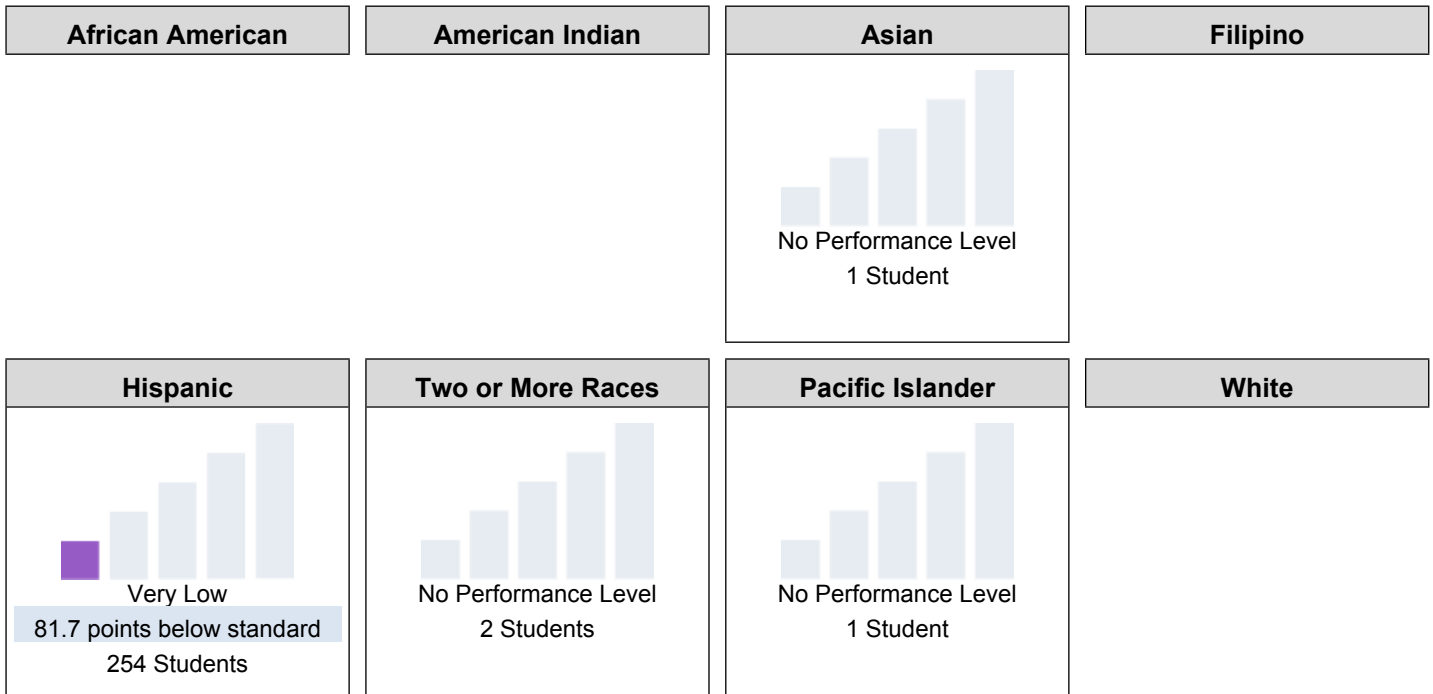 African American
American Indian
Asian
Filipino
No Performance Level
1 Student
Hispanic
Two or More Races
Pacific Islander
White
Very Low
81.7 points below standard
254 Students
No Performance Level
2 Students
No Performance Level
1 Student